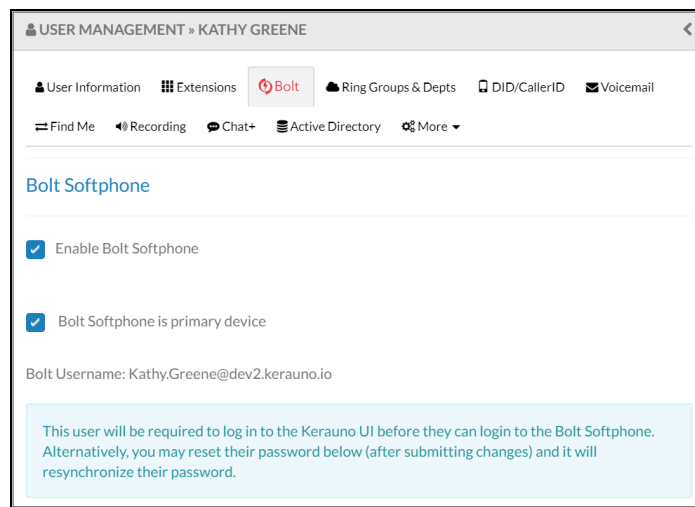 USER MANAGEMENT » KATHY GREENE
User Information Extensions Bolt Ring Groups & Depts DID/CallerID Voicemail
Find Me Recording Chat+ Active Directory More
Bolt Softphone
Enable Bolt Softphone
Bolt Softphone is primary device
Bolt Username: Kathy.Greene@dev2.kerauno.io
This user will be required to log in to the Kerauno UI before they can login to the Bolt Softphone.
Alternatively, you may reset their password below (after submitting changes) and it will
resynchronize their password.